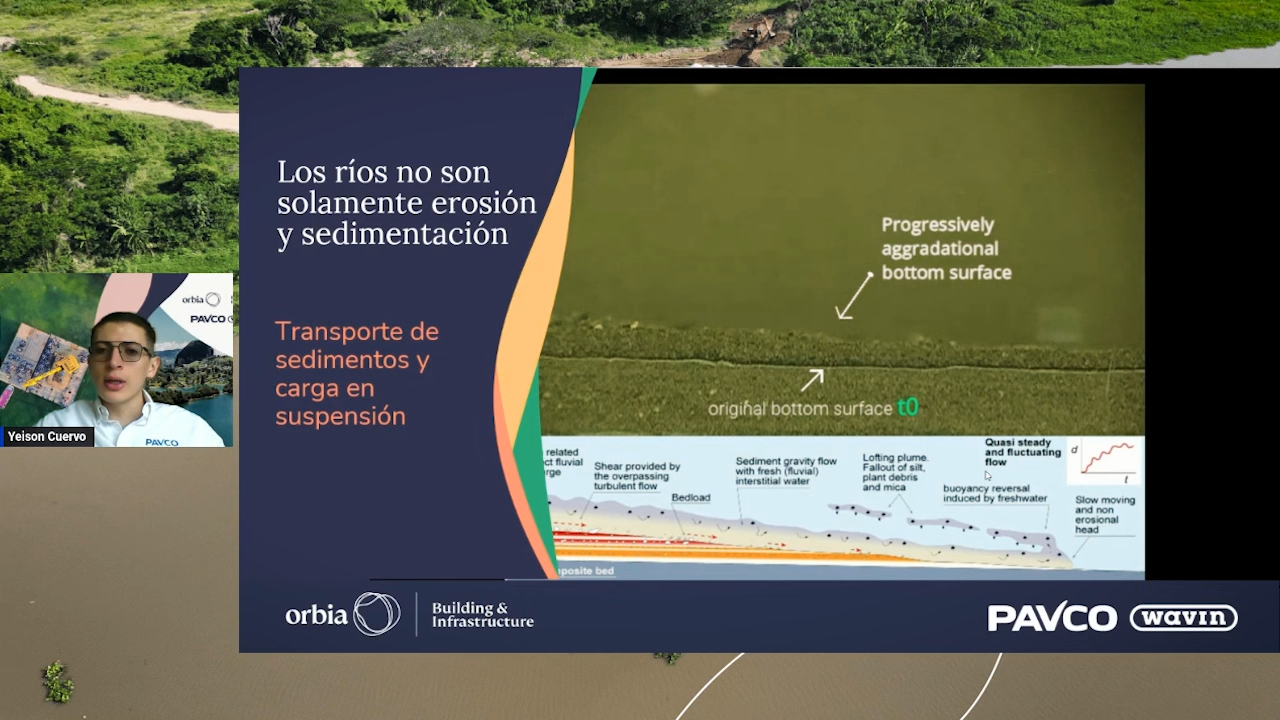 Los ríos no son
solamente erosión
y sedimentación
Transporte de
sedimentos y
carga en
suspensión
Progressively
aggradational
bottom surface
original bottom surface t0
related
ct fluvial
rge
Shear provided by
the overpassing
turbulent flow
Bedload
Sediment gravity flow
with fresh (fluvial)
interstitial water
Lofting plume.
Fallout of silt,
plant debris
and mica
Quasi steady
and fluctuating
flow
buoyancy reversal
induced by freshwater
d
t
Slow moving
and non
erosional
head
posite bed
orbia
PAVCO
PAVCO
Yeison Cuervo
orbia
Building &
Infrastructure
PAVCO wavin